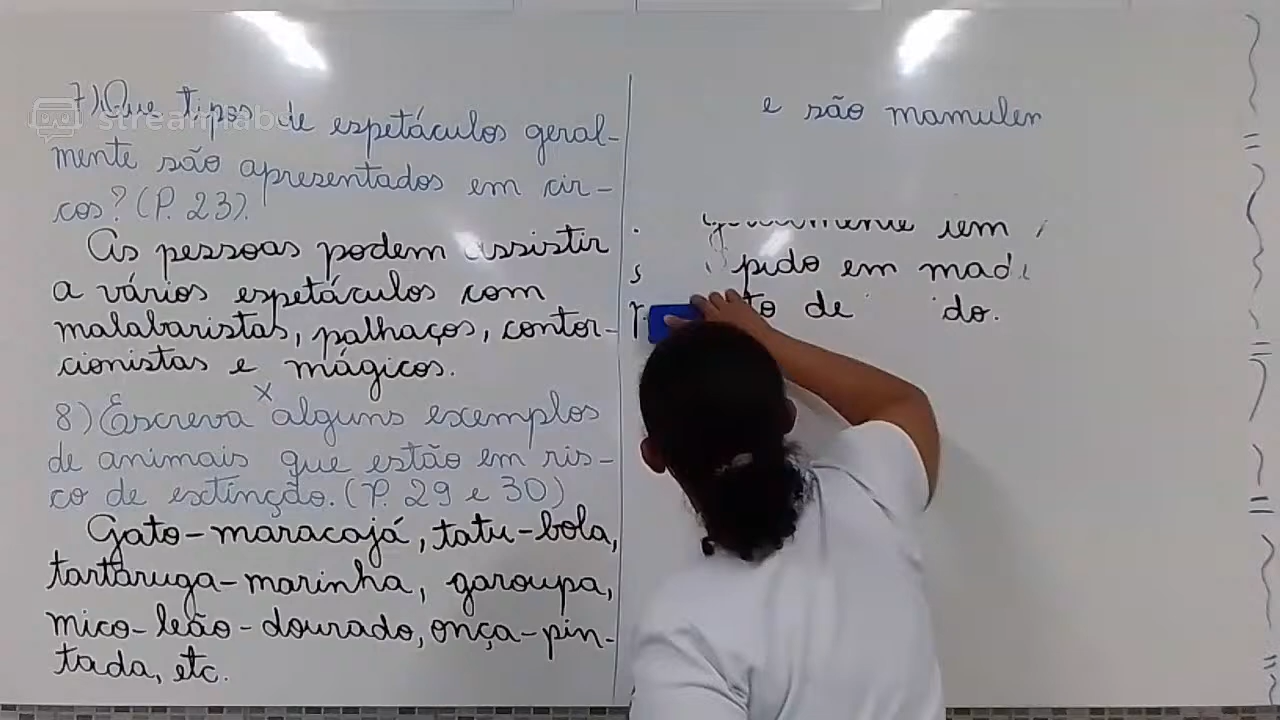 streamlabs
7) Que tipos de espetáculos geral-
mente são apresentados em cir-
cos? (P. 23).
As pessoas podem assistir
a vários espetáculos com
malabaristas, palhaços, contor-
cionistas e mágicos.
8) Escreva alguns exemplos
de animais que estão em ris-
co de extinção. (P. 29 e 30)
Gato-maracajá, tatu-bola,
tartaruga-marinha, garoupa,
mico-leão-dourado, onça-pin-
tada, etc.
e são mamulen
tem
em
de do.